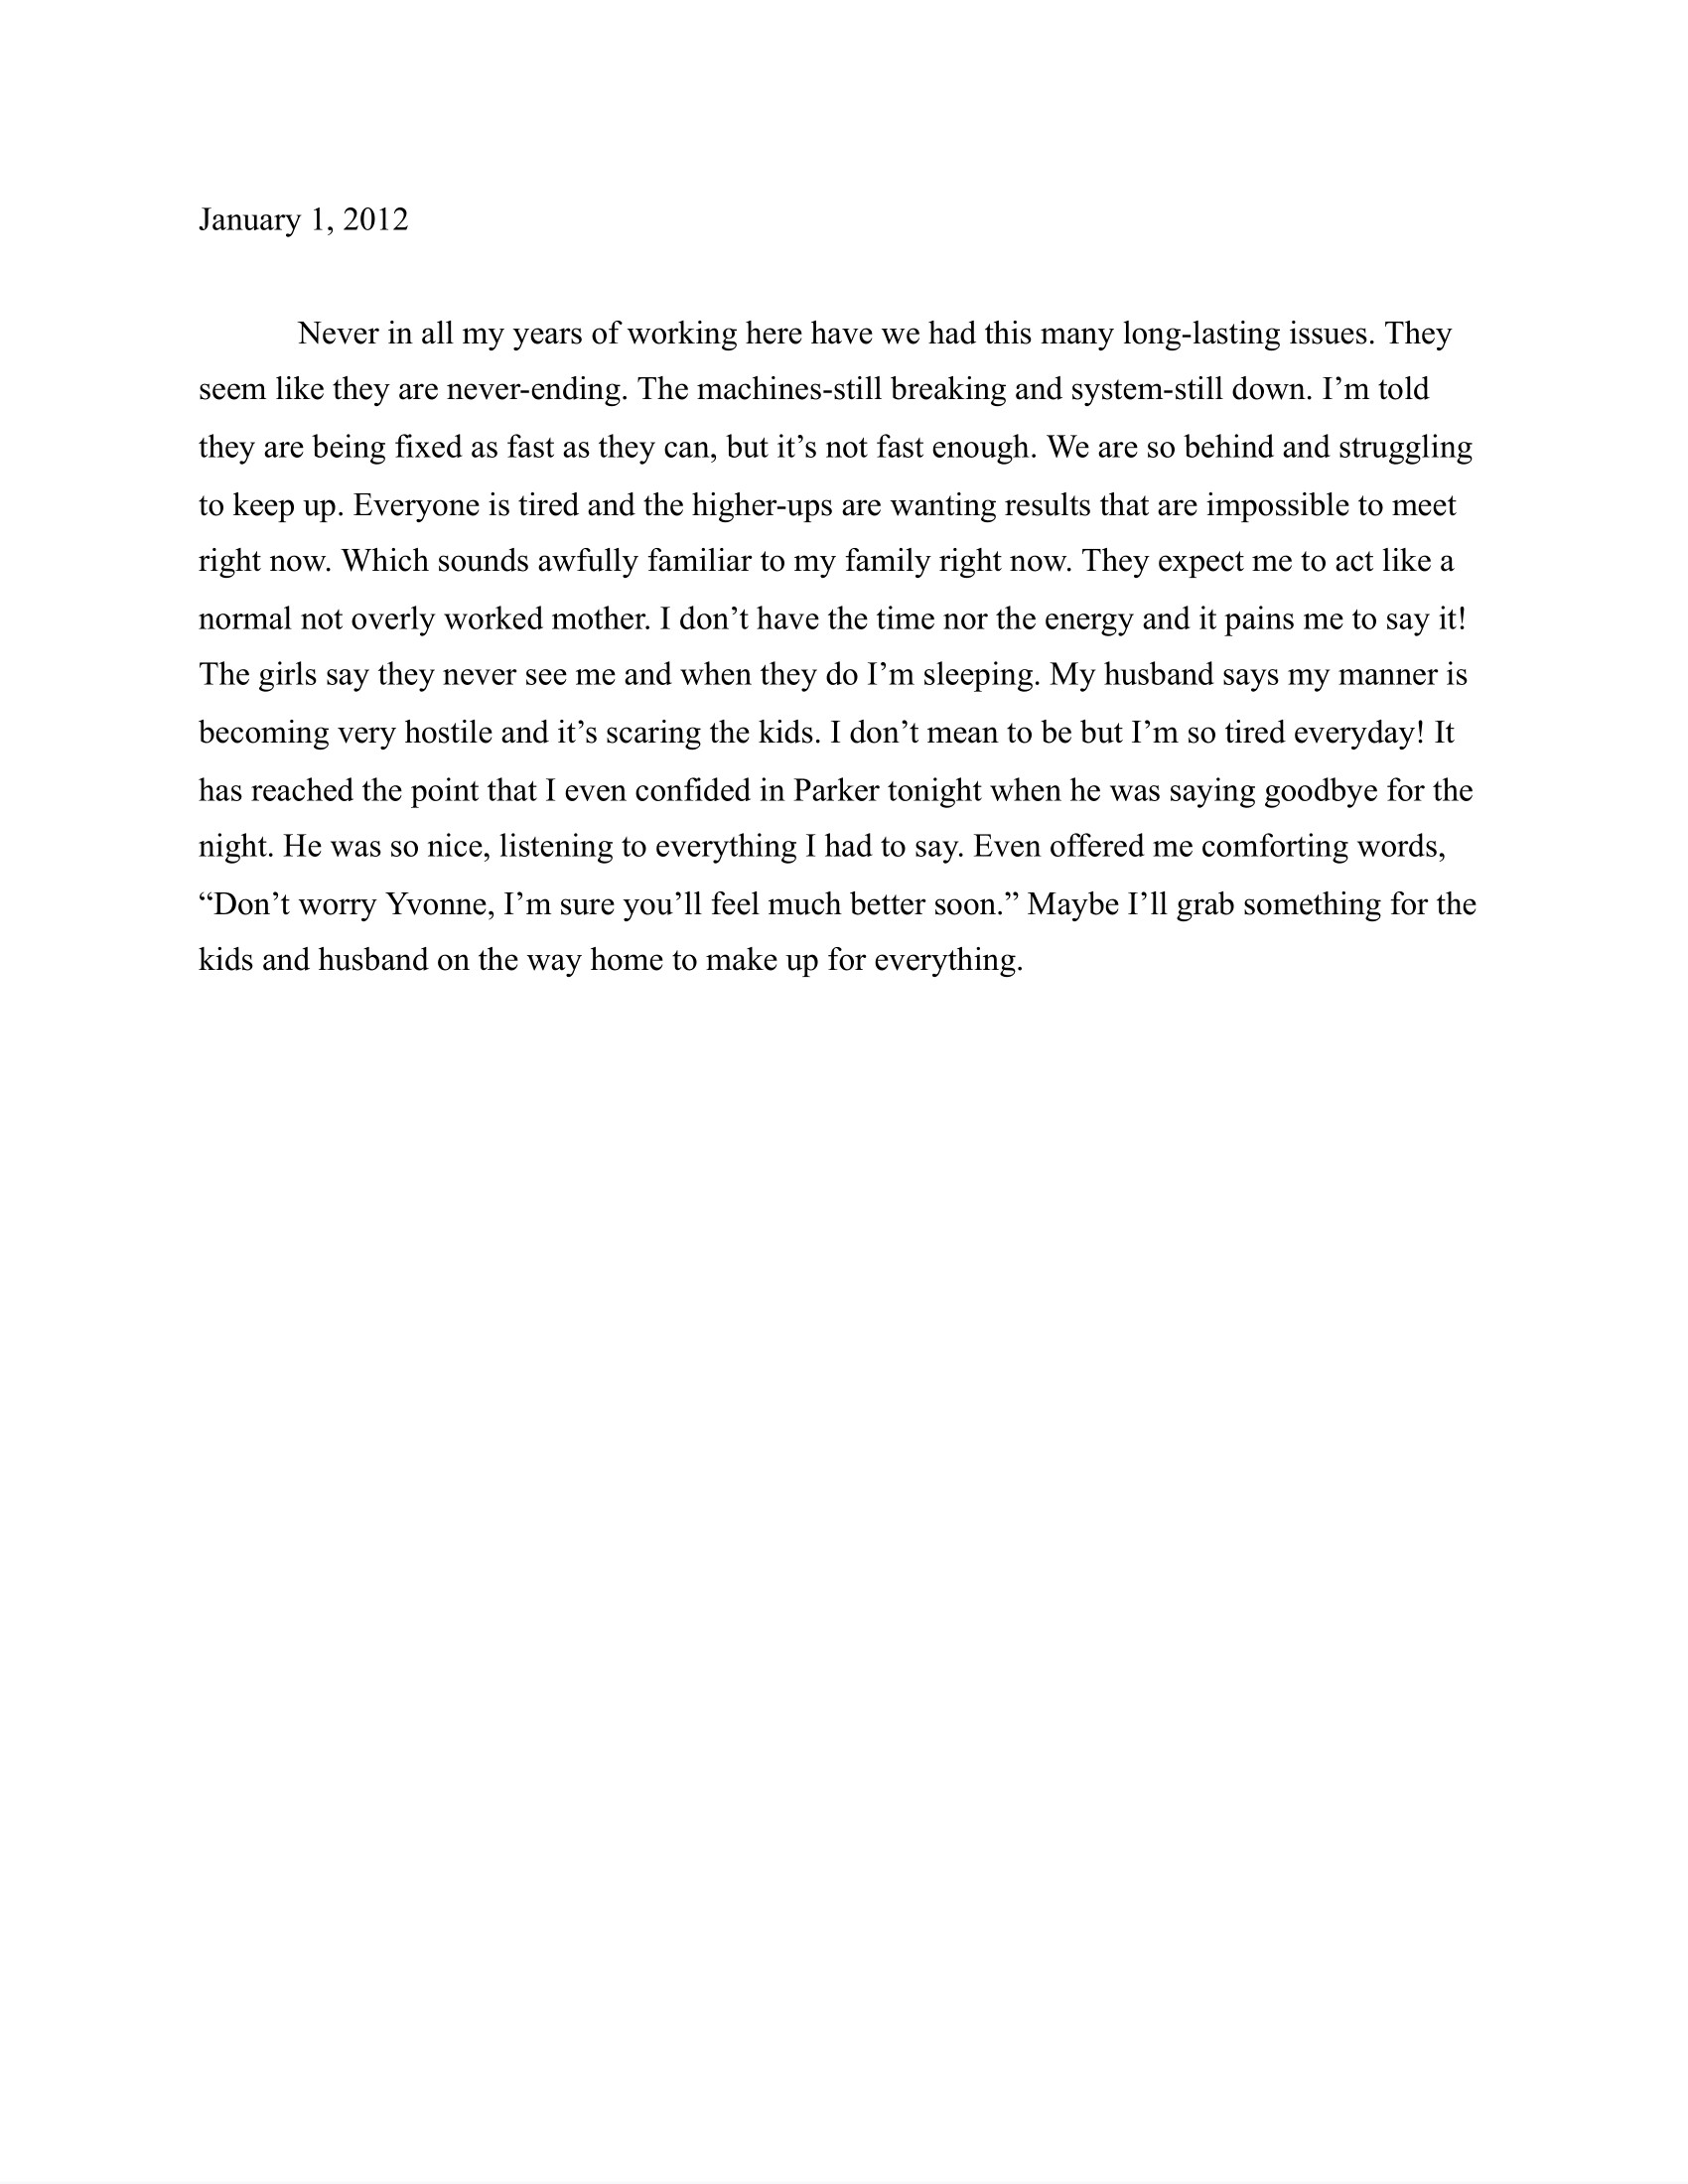 January 1, 2012
Never in all my years of working here have we had this many long-lasting issues. They
seem like they are never-ending. The machines-still breaking and system-still down. I’m told
they are being fixed as fast as they can, but it’s not fast enough. We are so behind and struggling
to keep up. Everyone is tired and the higher-ups are wanting results that are impossible to meet
right now. Which sounds awfully familiar to my family right now. They expect me to act like a
normal not overly worked mother. I don’t have the time nor the energy and it pains me to say it!
The girls say they never see me and when they do I’m sleeping. My husband says my manner is
becoming very hostile and it’s scaring the kids. I don’t mean to be but I’m so tired everyday! It
has reached the point that I even confided in Parker tonight when he was saying goodbye for the
night. He was so nice, listening to everything I had to say. Even offered me comforting words,
“Don’t worry Yvonne, I’m sure you’ll feel much better soon.” Maybe I’ll grab something for the
kids and husband on the way home to make up for everything.